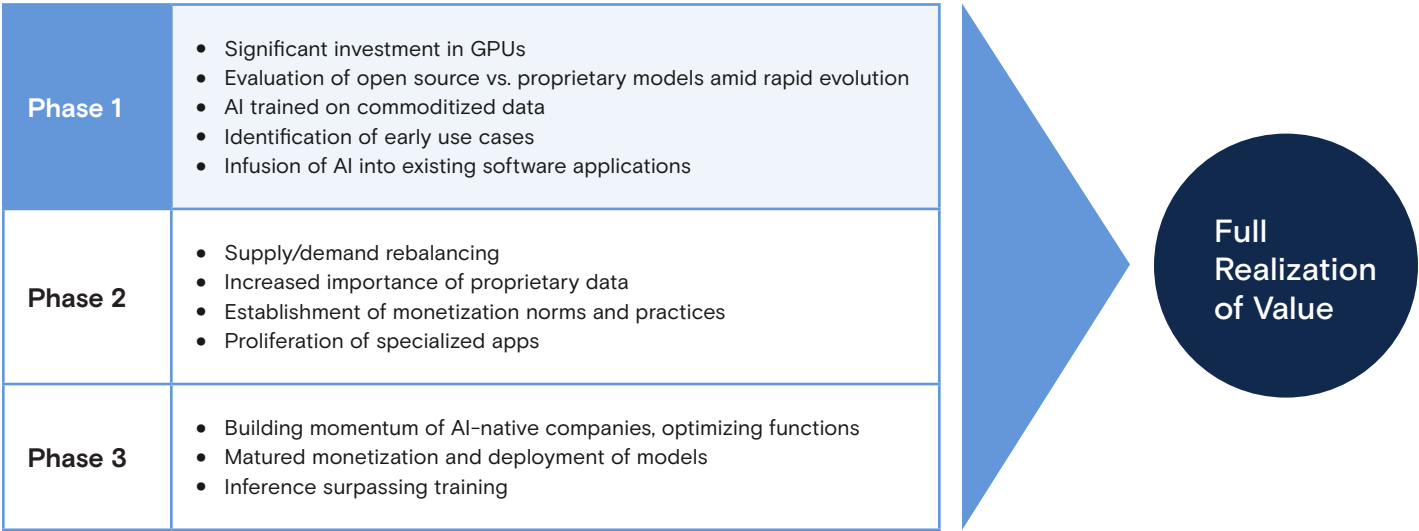 Phase 1
• Significant investment in GPUs
• Evaluation of open source vs. proprietary models amid rapid evolution
• AI trained on commoditized data
• Identification of early use cases
• Infusion of AI into existing software applications
Phase 2
• Supply/demand rebalancing
• Increased importance of proprietary data
• Establishment of monetization norms and practices
• Proliferation of specialized apps
Phase 3
• Building momentum of AI-native companies, optimizing functions
• Matured monetization and deployment of models
• Inference surpassing training
Full
Realization
of Value